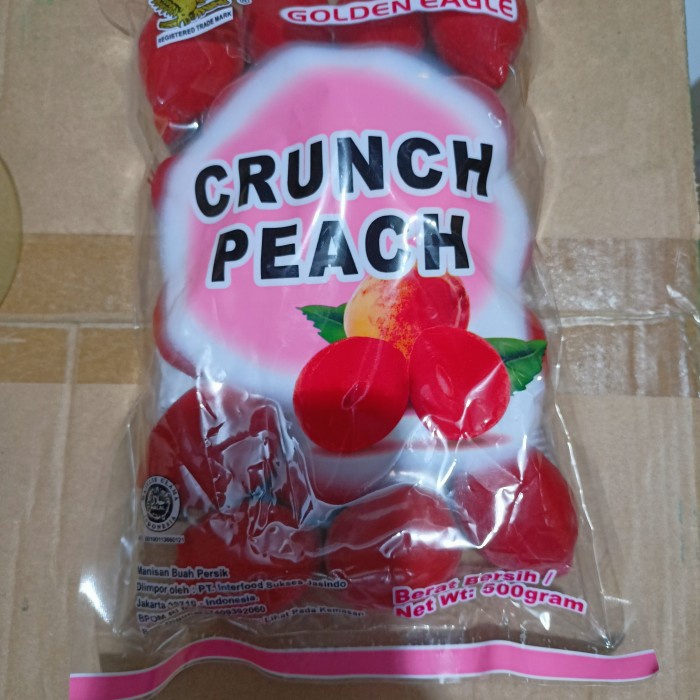 GOLDEN EAGLE
REGISTERED TRADE MARK
CRUNCH
PEACH
Manisan Buah Persik
Diimpor oleh : PT. Interfood Sukses Jasindo
Jakarta - Indonesia
Berat Bersih /
Net Wt: 500gram